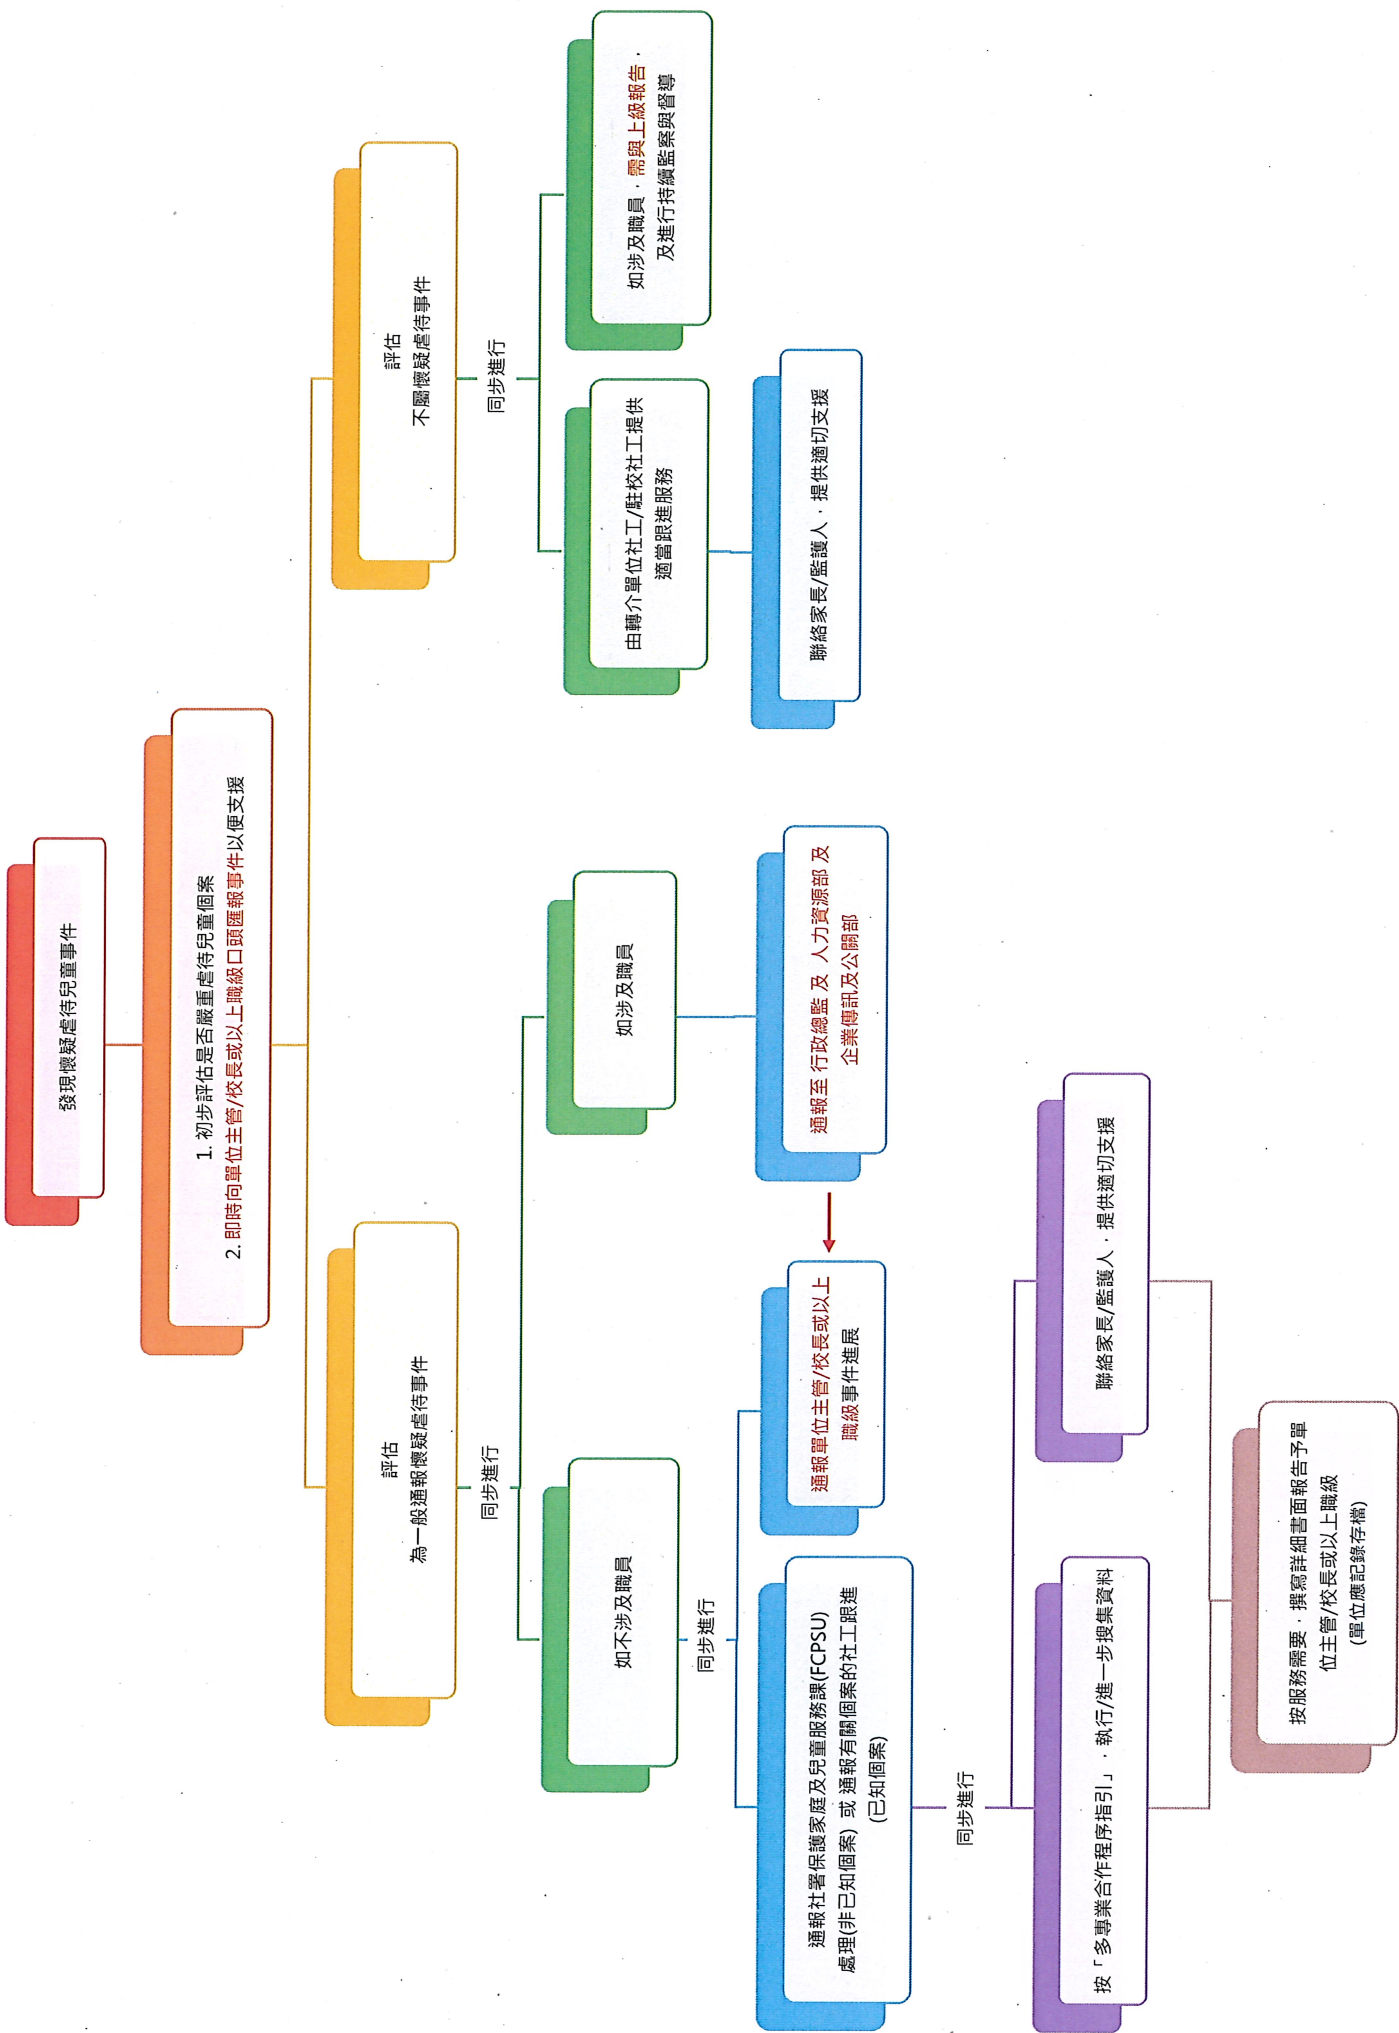 發現懷疑虐待兒童事件
1. 初步評估是否嚴重虐待兒童個案
2. 即時向單位主管/校長或以上職級口頭匯報事件以便支援
評估
為一般通報懷疑虐待事件
評估
不屬懷疑虐待事件
同步進行
同步進行
如不涉及職員
如涉及職員
由轉介單位社工/駐校社工提供
適當跟進服務
如涉及職員，需與上級報告，
及進行持續監察與督導
同步進行
通報社署保護家庭及兒童服務課(FCPSU)
處理(非已知個案) 或 通報有關個案的社工跟進
(已知個案)
通報單位主管/校長或以上
職級事件進展
通報至 行政總監 及 人力資源部 及
企業傳訊及公關部
聯絡家長/監護人，提供適切支援
同步進行
按「多專業合作程序指引」，執行/進一步搜集資料
聯絡家長/監護人，提供適切支援
按服務需要，撰寫詳細書面報告予單
位主管/校長或以上職級
(單位應記錄存檔)